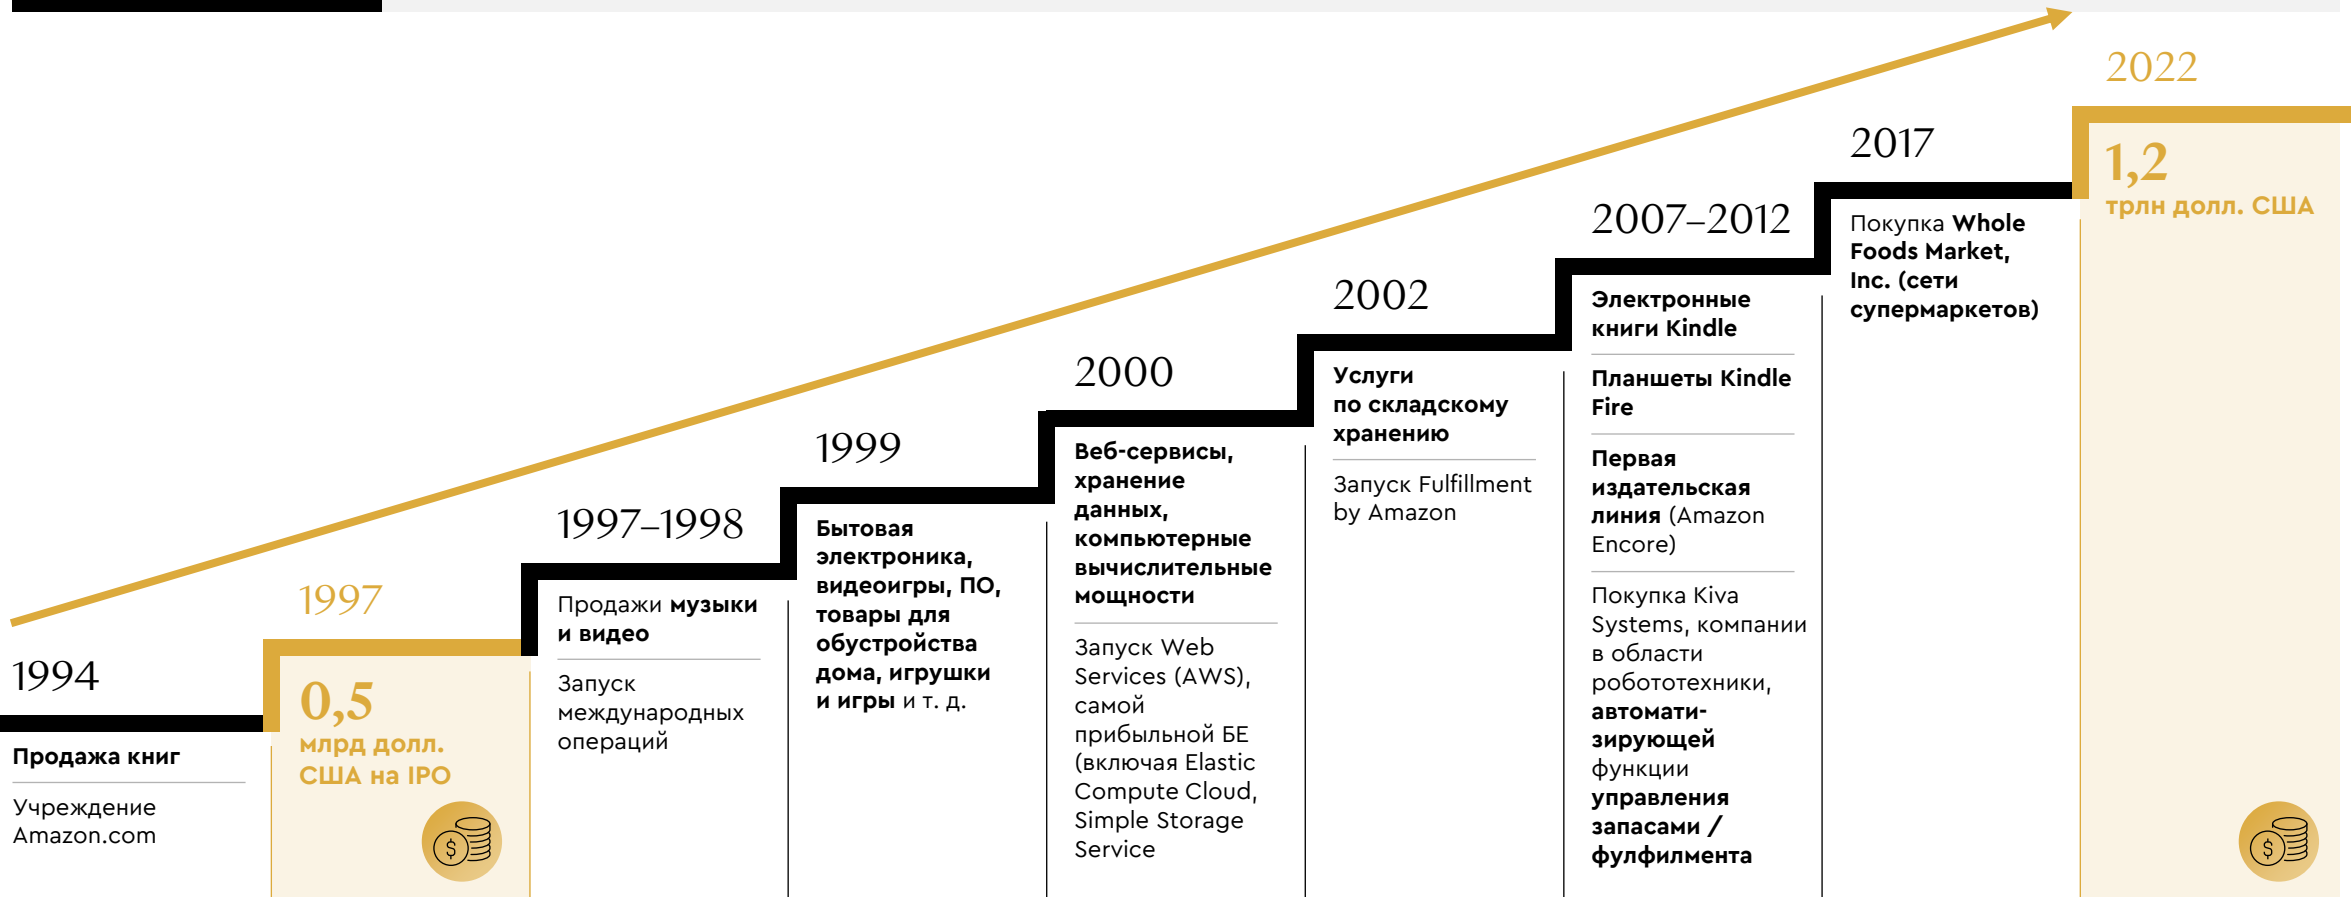 1994
Продажа книг
Учреждение
Amazon.com
1997
0,5
млрд долл.
США на IPO
$
1997–1998
Продажи музыки
и видео
Запуск
международных
операций
1999
Бытовая
электроника,
видеоигры, ПО,
товары для
обустройства
дома, игрушки
и игры и т. д.
2000
Веб-сервисы,
хранение
данных,
компьютерные
вычислительные
мощности
Запуск Web
Services (AWS),
самой
прибыльной БЕ
(включая Elastic
Compute Cloud,
Simple Storage
Service
2002
Услуги
по складскому
хранению
Запуск Fulfillment
by Amazon
2007–2012
Электронные
книги Kindle
Планшеты Kindle
Fire
Первая
издательская
линия (Amazon
Encore)
Покупка Kiva
Systems, компании
в области
робототехники,
автомати-
зирующей
функции
управления
запасами /
фулфилмента
2017
Покупка Whole
Foods Market,
Inc. (сети
супермаркетов)
2022
1,2
трлн долл. США
$